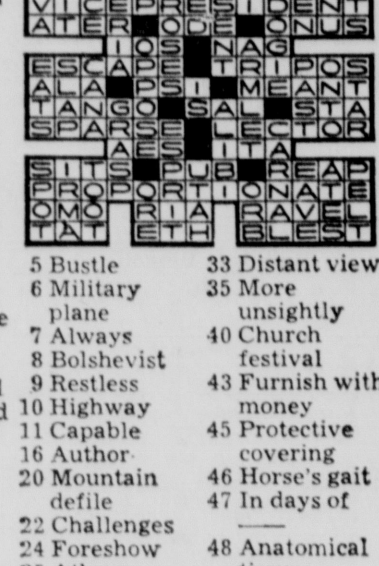 VICEPRESIDENT
ATER ODE ONUS
IOS NAG
ESCAPE TRIPOS
ALA PSI MEANT
TANGO SAL STA
SPARSE LECTOR
AES ITA
SITS PUB REAP
PROPORTIONATE
OMO RIA RAVEL
TAT ETH BLEST
5 Bustle
6 Military
plane
7 Always
8 Bolshevist
9 Restless
10 Highway
11 Capable
16 Author
20 Mountain
defile
22 Challenges
24 Foreshow
33 Distant view
35 More
unsightly
40 Church
festival
43 Furnish with
money
45 Protective
covering
46 Horse's gait
47 In days of
——
48 Anatomical